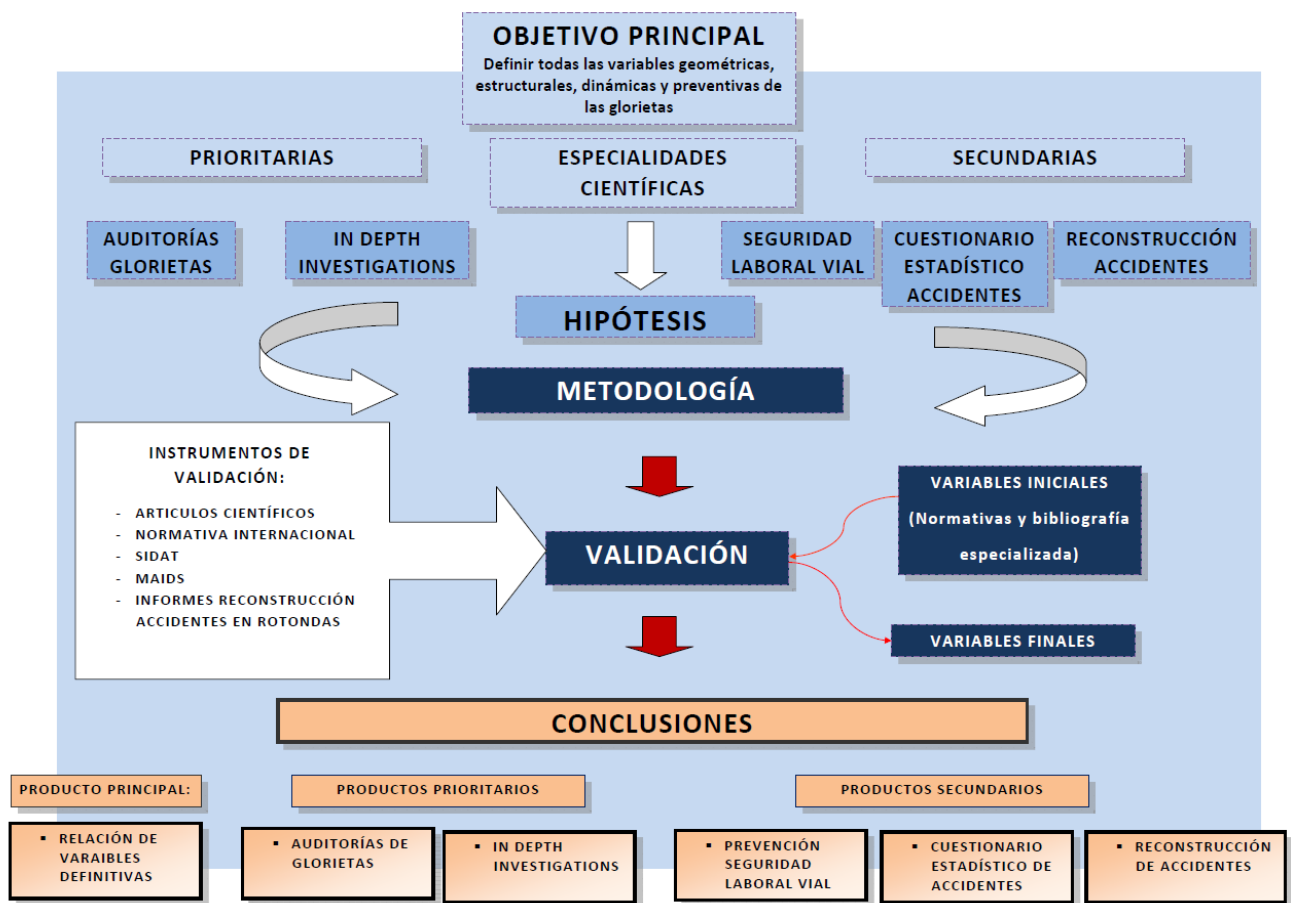 OBJETIVO PRINCIPAL
Definir todas las variables geométricas,
estructurales, dinámicas y preventivas de
las glorietas
PRIORITARIAS
ESPECIALIDADES
CIENTÍFICAS
SECUNDARIAS
AUDITORÍAS
GLORIETAS
IN DEPTH
INVESTIGATIONS
SEGURIDAD
LABORAL VIAL
CUESTIONARIO
ESTADÍSTICO
ACCIDENTES
RECONSTRUCCIÓN
ACCIDENTES
HIPÓTESIS
METODOLOGÍA
INSTRUMENTOS DE
VALIDACIÓN:
- ARTICULOS CIENTÍFICOS
- NORMATIVA INTERNACIONAL
- SIDAT
- MAIDS
- INFORMES RECONSTRUCCIÓN
ACCIDENTES EN ROTONDAS
VALIDACIÓN
VARIABLES INICIALES
(Normativas y bibliografía
especializada)
VARIABLES FINALES
CONCLUSIONES
PRODUCTO PRINCIPAL:
PRODUCTOS PRIORITARIOS
PRODUCTOS SECUNDARIOS
▪ RELACIÓN DE
VARAIBLES
DEFINITIVAS
▪ AUDITORÍAS DE
GLORIETAS
▪ IN DEPTH
INVESTIGATIONS
▪ PREVENCIÓN
SEGURIDAD
LABORAL VIAL
▪ CUESTIONARIO
ESTADÍSTICO DE
ACCIDENTES
▪ RECONSTRUCCIÓN
DE ACCIDENTES